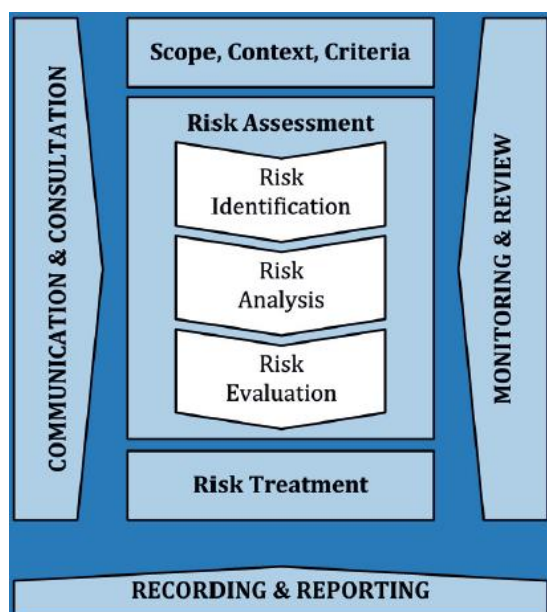 Scope, Context, Criteria
Risk Assessment
Risk
Identification
Risk
Analysis
Risk
Evaluation
Risk Treatment
COMMUNICATION & CONSULTATION
MONITORING & REVIEW
RECORDING & REPORTING